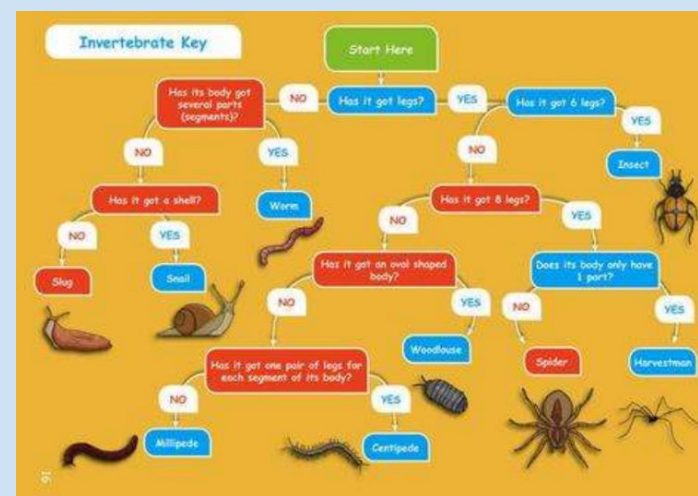 Invertebrate Key
Start Here
Has its body got
several parts
(segments)?
NO
Has it got legs?
YES
Has it got 6 legs?
YES
NO
YES
NO
Insect
Has it got a shell?
Worm
Has it got 8 legs?
NO
YES
NO
YES
Slug
Snail
Has it got an oval shaped
body?
Does its body only have
1 part?
NO
YES
NO
YES
Woodlouse
Spider
Harvestman
Has it got one pair of legs for
each segment of its body?
NO
YES
Millipede
Centipede
16